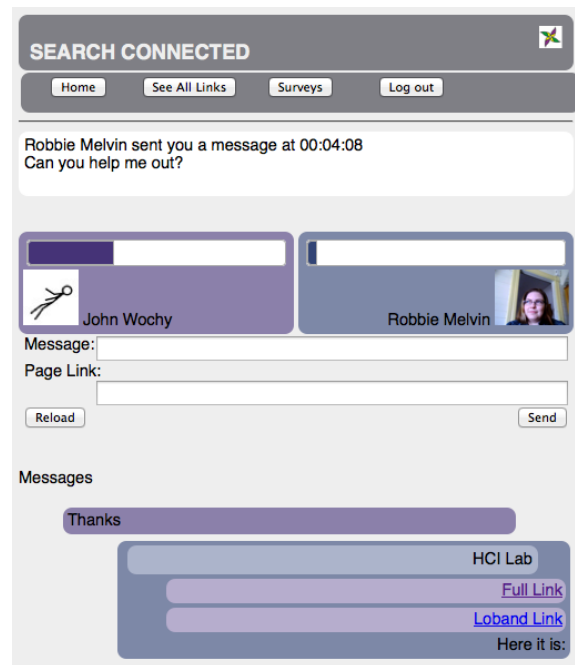 SEARCH CONNECTED
Home See All Links Surveys Log out
Robbie Melvin sent you a message at 00:04:08
Can you help me out?
John Wochy Robbie Melvin
Message:
Page Link:
Reload Send
Messages
Thanks
HCI Lab
Full Link
Loband Link
Here it is: